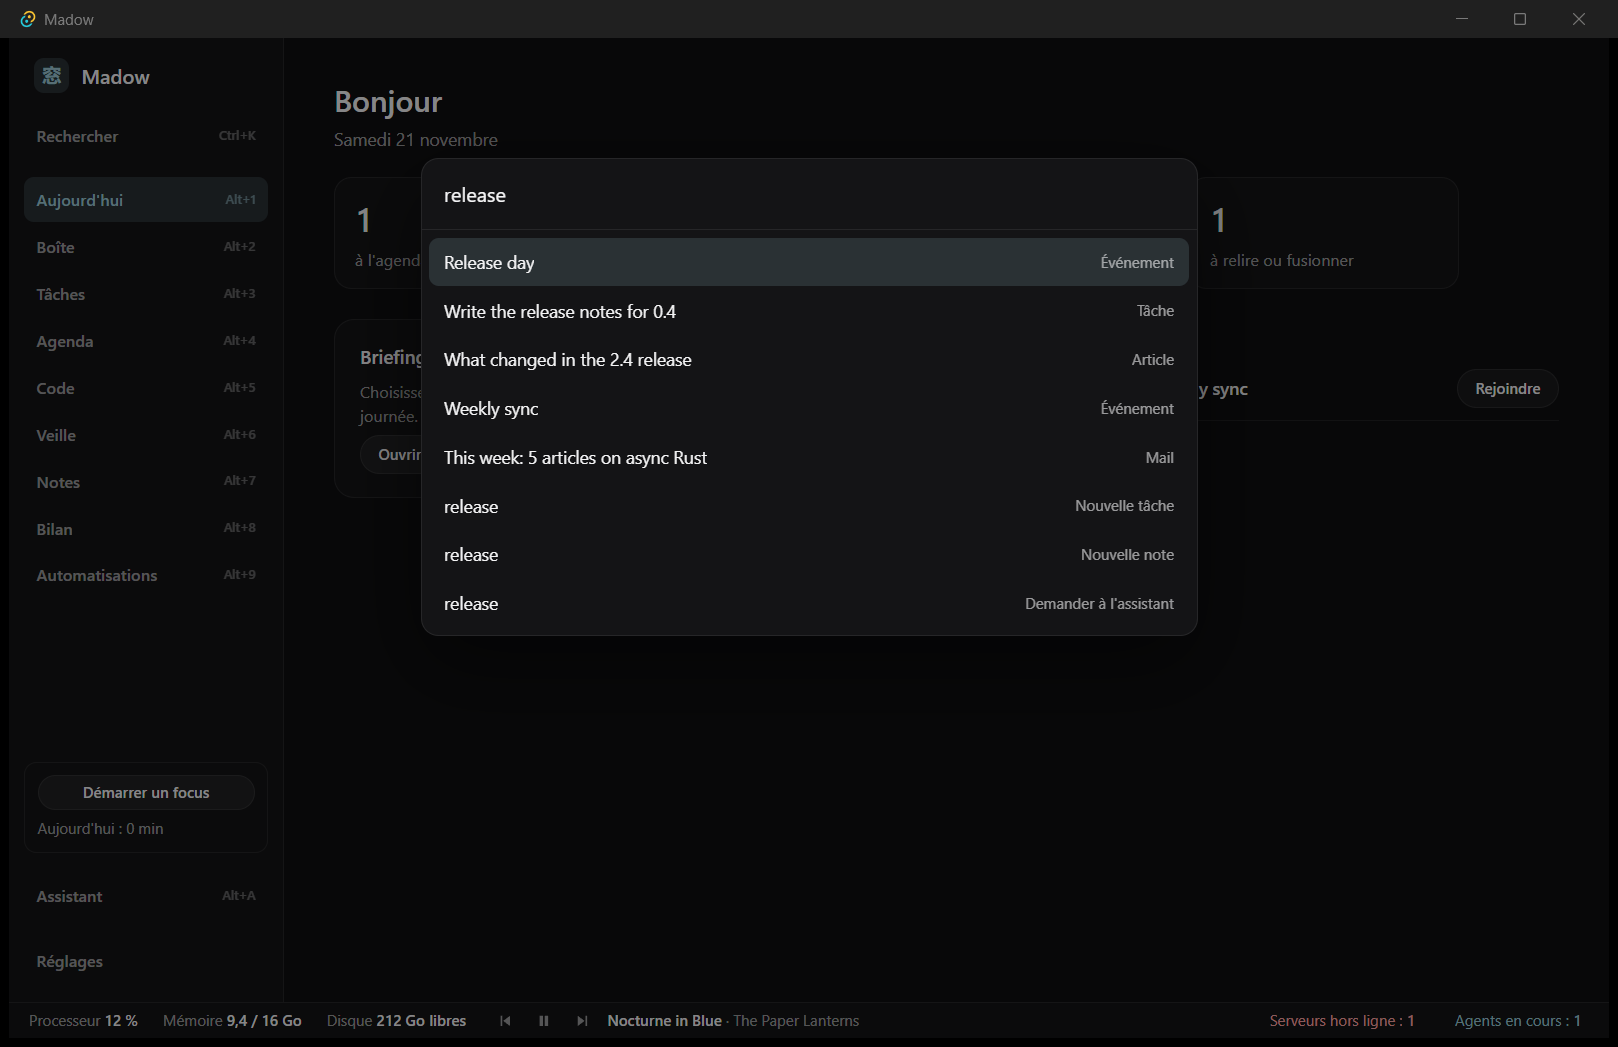 Madow
窓 Madow
Rechercher Ctrl+K
Aujourd'hui Alt+1
Boîte Alt+2
Tâches Alt+3
Agenda Alt+4
Code Alt+5
Veille Alt+6
Notes Alt+7
Bilan Alt+8
Automatisations Alt+9
Démarrer un focus
Aujourd'hui : 0 min
Assistant Alt+A
Réglages
Bonjour
Samedi 21 novembre
1
à l'agend
1
à relire ou fusionner
Briefing
Choisisse
journée.
Ouvrir
y sync Rejoindre
release
Release day Événement
Write the release notes for 0.4 Tâche
What changed in the 2.4 release Article
Weekly sync Événement
This week: 5 articles on async Rust Mail
release Nouvelle tâche
release Nouvelle note
release Demander à l'assistant
Processeur 12 % Mémoire 9,4 / 16 Go Disque 212 Go libres Nocturne in Blue · The Paper Lanterns Serveurs hors ligne : 1 Agents en cours : 1